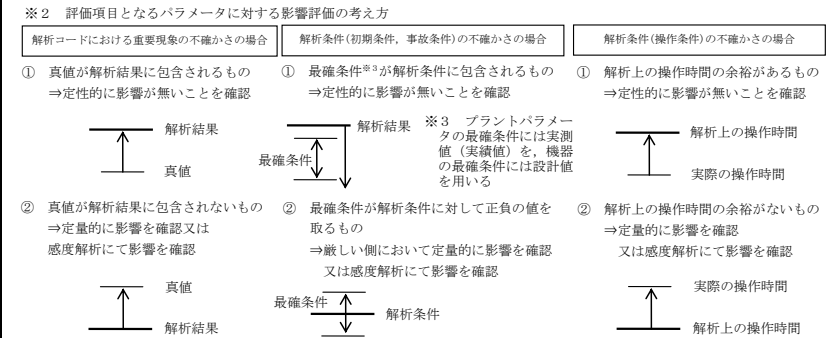 ※2 評価項目となるパラメータに対する影響評価の考え方
解析コードにおける重要現象の不確かさの場合
① 真値が解析結果に包含されるもの
⇒定性的に影響が無いことを確認
解析結果
真値
② 真値が解析結果に包含されないもの
⇒定量的に影響を確認又は
感度解析にて影響を確認
真値
解析結果
解析条件(初期条件，事故条件)の不確かさの場合
① 最確条件※3が解析条件に包含されるもの
⇒定性的に影響が無いことを確認
解析結果
最確条件
※3 プラントパラメー
タの最確条件には実測
値（実績値）を，機器
の最確条件には設計値
を用いる
② 最確条件が解析条件に対して正負の値を
取るもの
⇒厳しい側において定量的に影響を確認
又は感度解析にて影響を確認
最確条件
解析条件
解析条件(操作条件)の不確かさの場合
① 解析上の操作時間の余裕があるもの
⇒定性的に影響が無いことを確認
解析上の操作時間
実際の操作時間
② 解析上の操作時間の余裕がないもの
⇒定量的に影響を確認
又は感度解析にて影響を確認
実際の操作時間
解析上の操作時間